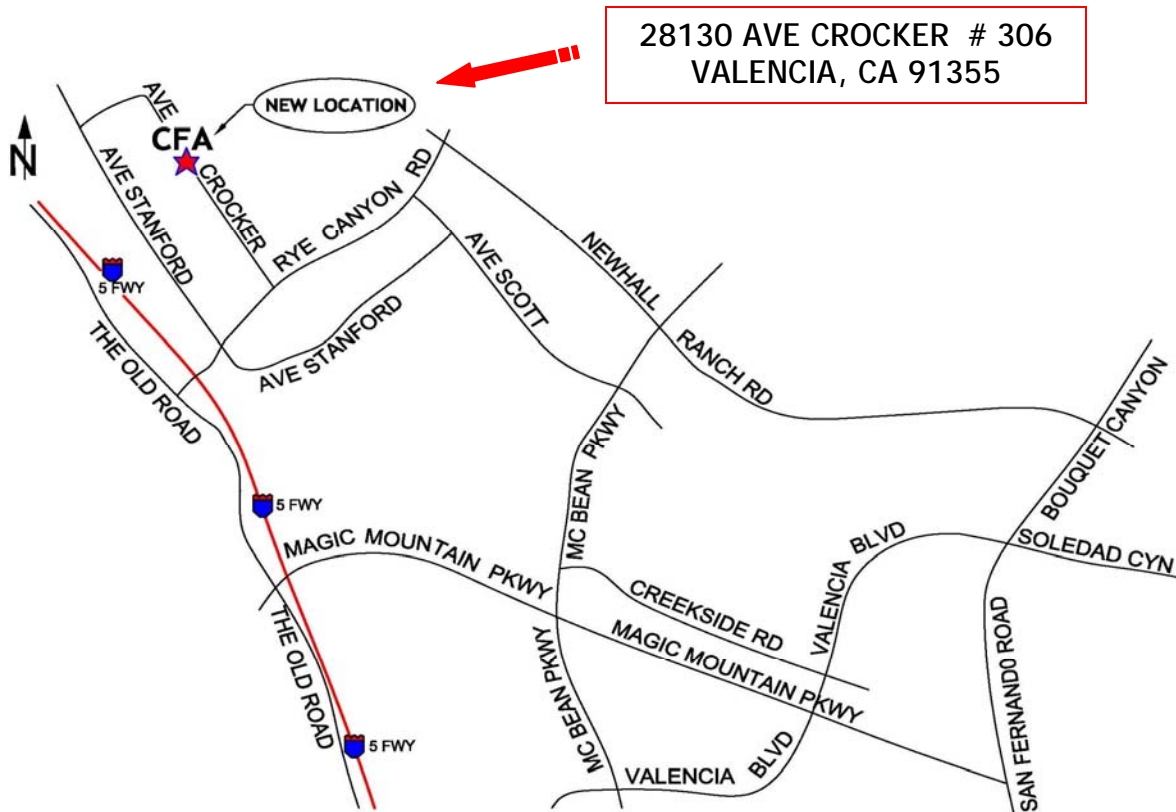 28130 AVE CROCKER # 306
VALENCIA, CA 91355
NEW LOCATION
AVE CROCKER
CFA
N
AVE STANFORD
RYE CANYON RD
NEWHALL RANCH RD
AVE SCOTT
5 FWY
THE OLD ROAD
AVE STANFORD
BOUQUET CANYON
MC BEAN PKWY
5 FWY
MAGIC MOUNTAIN PKWY
VALENCIA BLVD
SOLEDAD CYN
CREEKSIDE RD
MAGIC MOUNTAIN PKWY
THE OLD ROAD
MC BEAN PKWY
SAN FERNANDO ROAD
5 FWY
VALENCIA BLVD